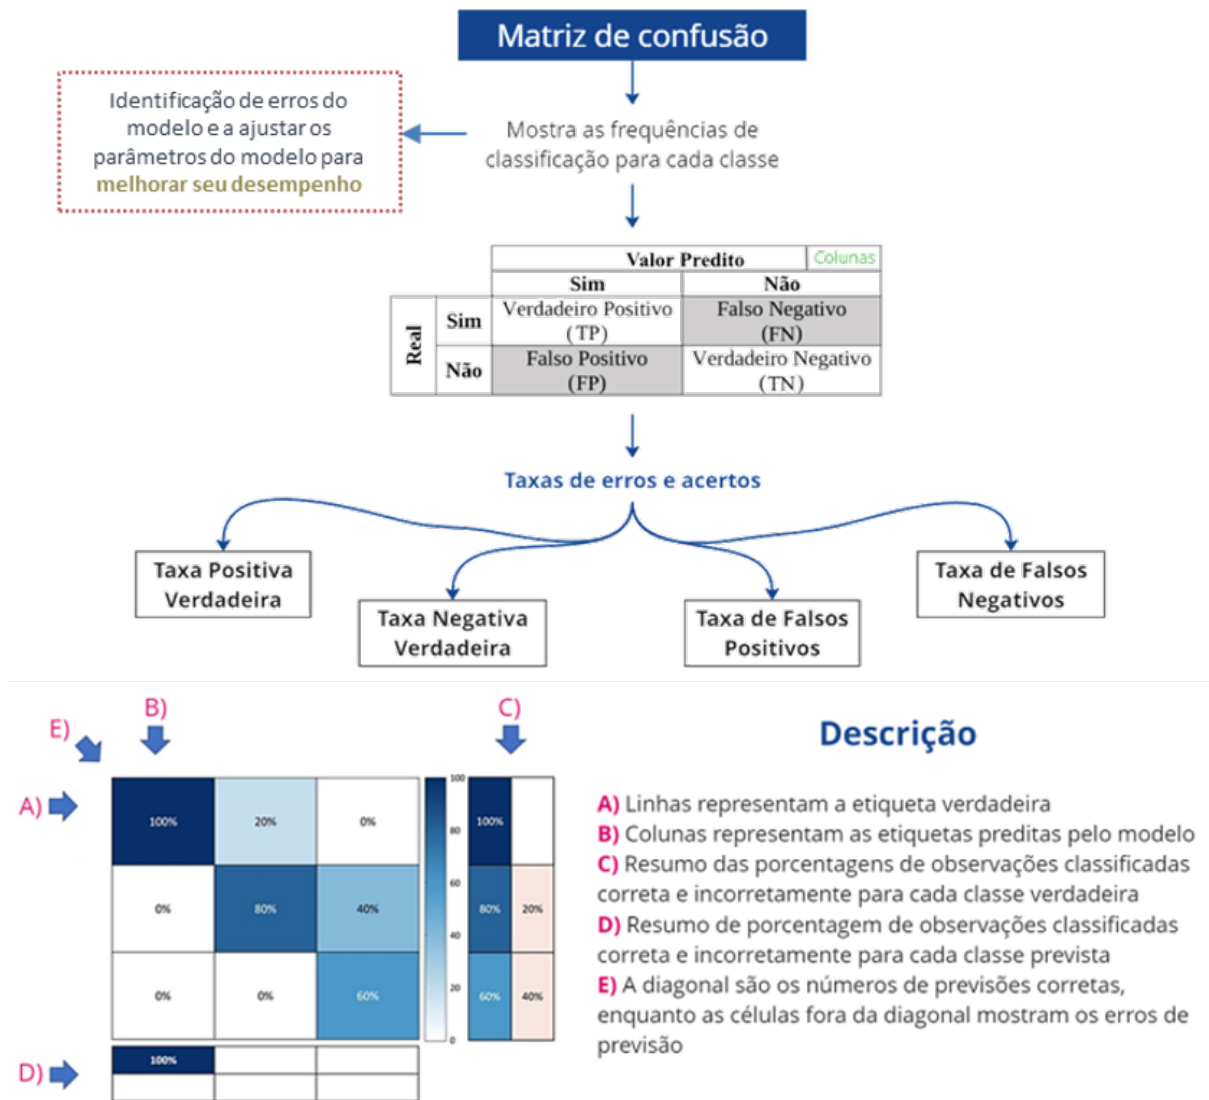 Matriz de confusão
Identificação de erros do
modelo e a ajustar os
parâmetros do modelo para
melhorar seu desempenho
Mostra as frequências de
classificação para cada classe
Valor Predito
Colunas
Sim
Não
Real
Sim
Verdadeiro Positivo
(TP)
Falso Negativo
(FN)
Não
Falso Positivo
(FP)
Verdadeiro Negativo
(TN)
Taxas de erros e acertos
Taxa Positiva
Verdadeira
Taxa Negativa
Verdadeira
Taxa de Falsos
Positivos
Taxa de Falsos
Negativos
E)
B)
C)
A)
100%
20%
0%
0%
80%
40%
0%
0%
60%
100
80
60
40
20
0
100%
80%
20%
60%
40%
D)
100%
Descrição
A) Linhas representam a etiqueta verdadeira
B) Colunas representam as etiquetas preditas pelo modelo
C) Resumo das porcentagens de observações classificadas
correta e incorretamente para cada classe verdadeira
D) Resumo de porcentagem de observações classificadas
correta e incorretamente para cada classe prevista
E) A diagonal são os números de previsões corretas,
enquanto as células fora da diagonal mostram os erros de
previsão